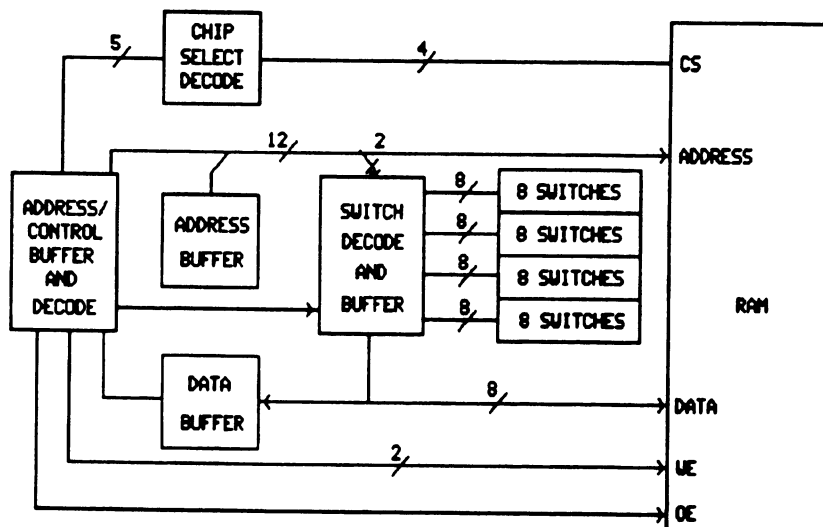 CHIP
SELECT
DECODE
5
4
CS
12
2
ADDRESS
ADDRESS/
CONTROL
BUFFER
AND
DECODE
ADDRESS
BUFFER
SWITCH
DECODE
AND
BUFFER
8
8 SWITCHES
8
8 SWITCHES
8
8 SWITCHES
8
8 SWITCHES
RAM
DATA
BUFFER
8
DATA
2
WE
OE